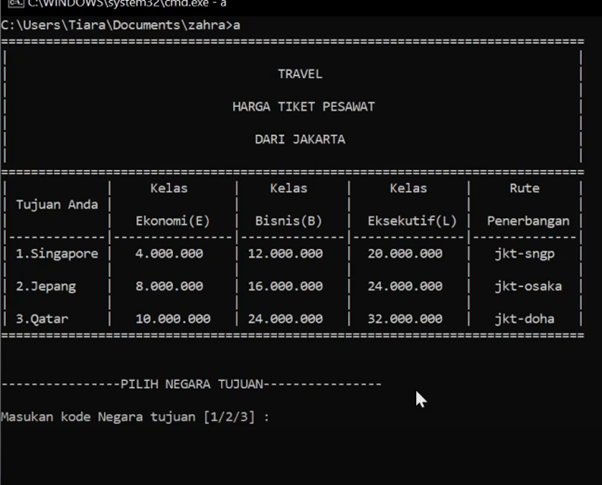 C:\WINDOWS\system32\cmd.exe - a
C:\Users\Tiara\Documents\zahra>a
TRAVEL
HARGA TIKET PESAWAT
DARI JAKARTA
Tujuan Anda | Kelas Ekonomi(E) | Kelas Bisnis(B) | Kelas Eksekutif(L) | Rute Penerbangan
1.Singapore | 4.000.000 | 12.000.000 | 20.000.000 | jkt-sngp
2.Jepang | 8.000.000 | 16.000.000 | 24.000.000 | jkt-osaka
3.Qatar | 10.000.000 | 24.000.000 | 32.000.000 | jkt-doha
----------------PILIH NEGARA TUJUAN----------------
Masukan kode Negara tujuan [1/2/3] :